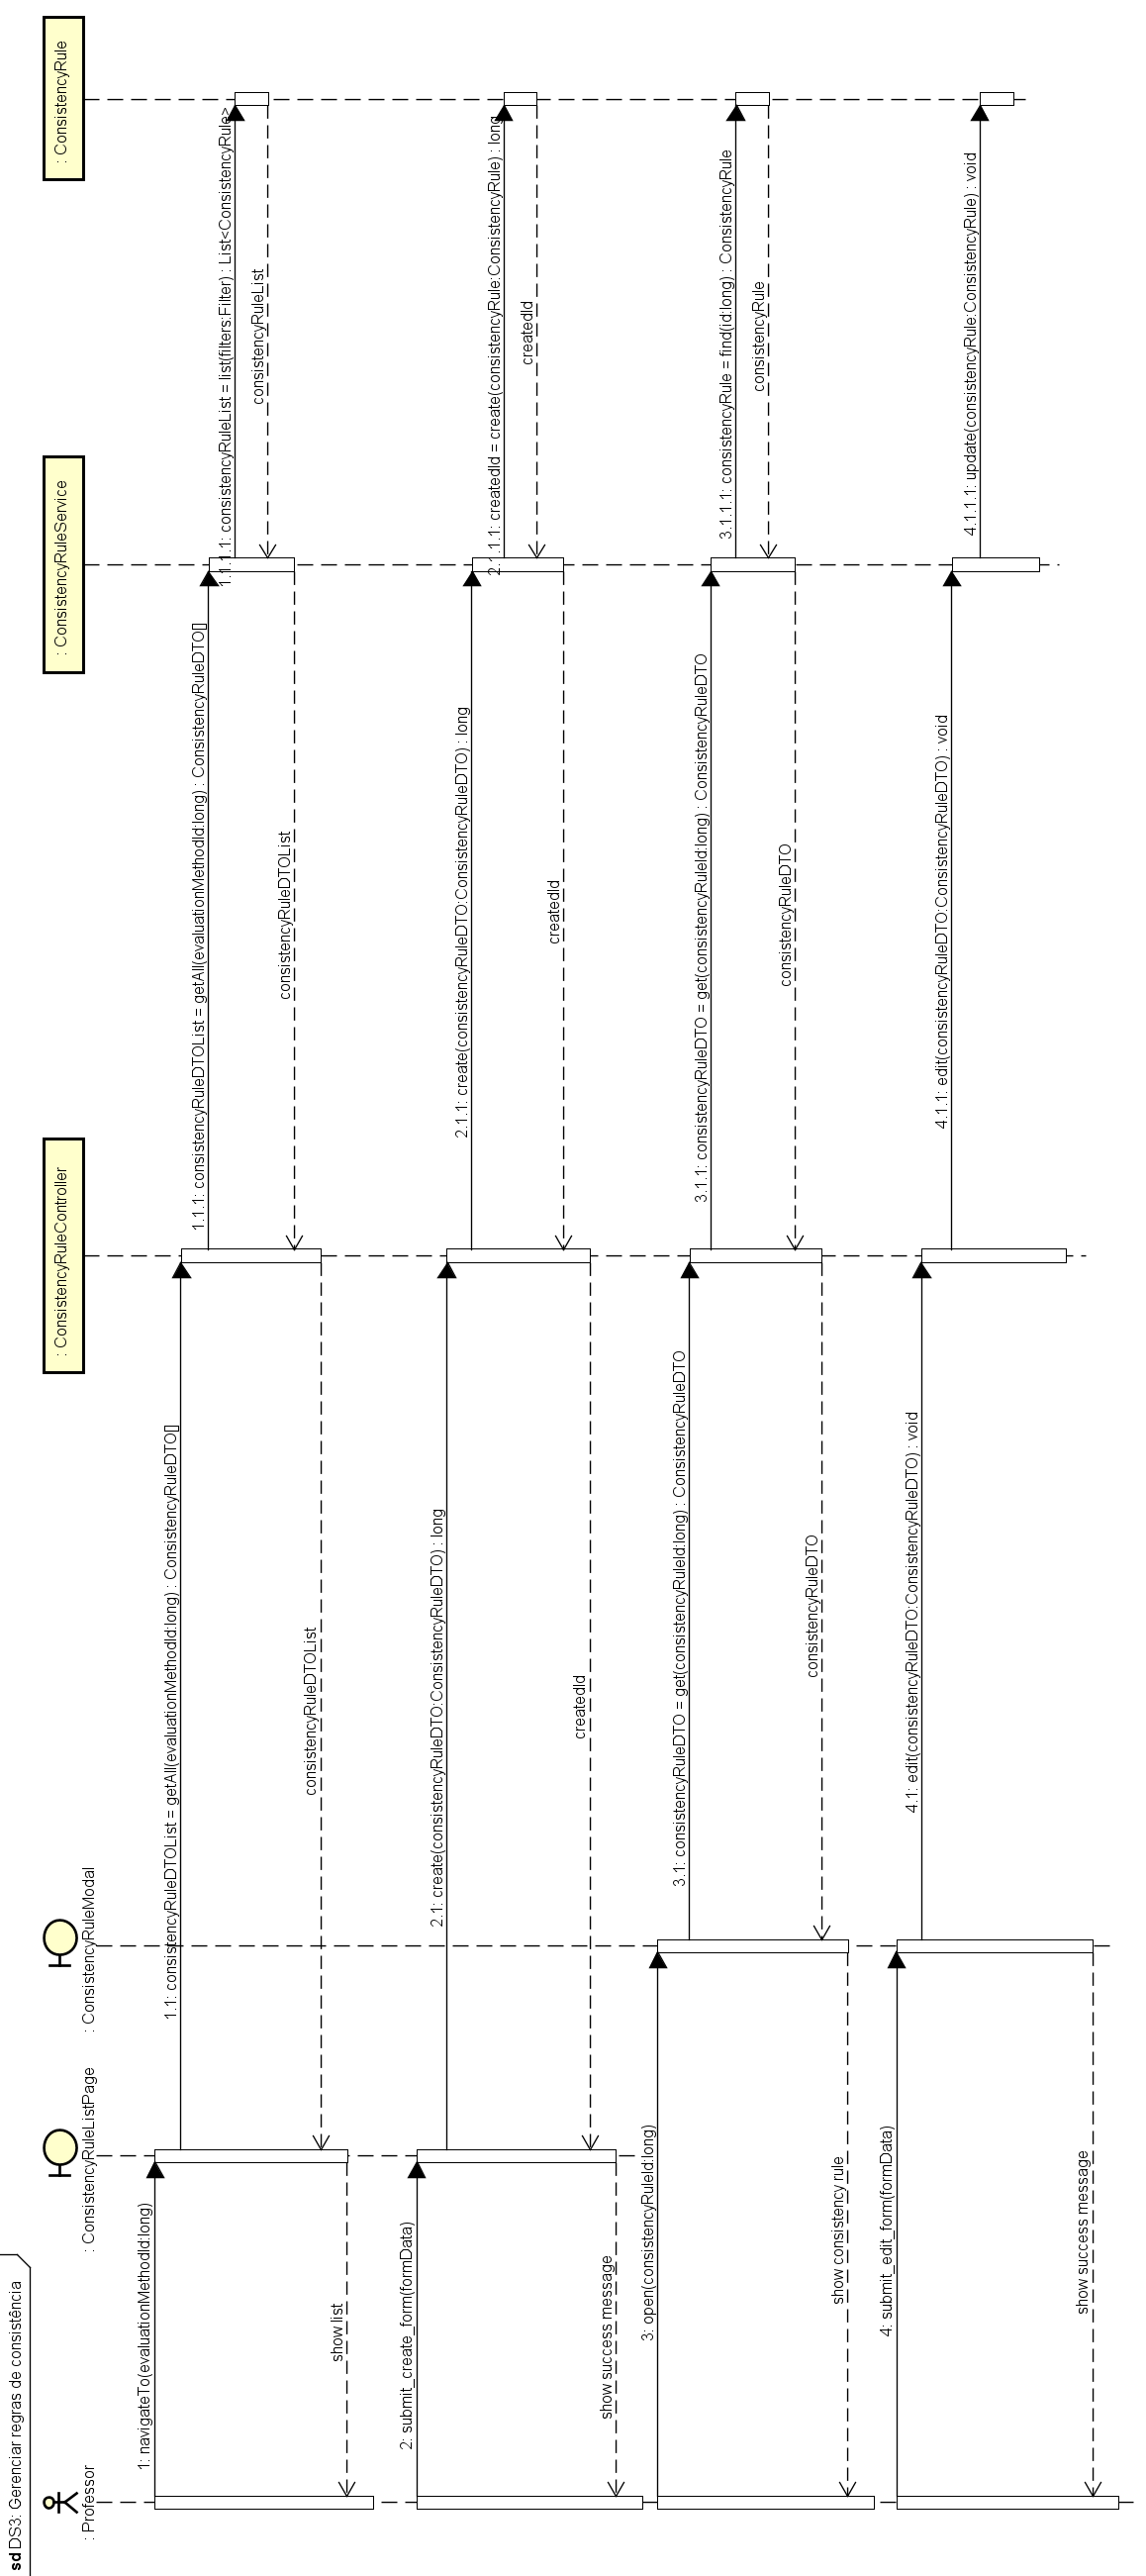 sd DS3: Gerenciar regras de consistência
: Professor
: ConsistencyRuleListPage
: ConsistencyRuleModal
: ConsistencyRuleController
: ConsistencyRuleService
: ConsistencyRule
1: navigateTo(evaluationMethodId:long)
1.1: consistencyRuleDTOList = getAll(evaluationMethodId:long) : ConsistencyRuleDTO[]
1.1.1: consistencyRuleDTOList = getAll(evaluationMethodId:long) : ConsistencyRuleDTO[]
1.1.1.1: consistencyRuleList = list(filters:Filter) : List<ConsistencyRule>
consistencyRuleList
consistencyRuleDTOList
consistencyRuleDTOList
show list
2: submit_create_form(formData)
2.1: create(consistencyRuleDTO:ConsistencyRuleDTO) : long
2.1.1: create(consistencyRuleDTO:ConsistencyRuleDTO) : long
2.1.1.1: createdId = create(consistencyRule:ConsistencyRule) : long
createdId
createdId
createdId
show success message
3: open(consistencyRuleId:long)
3.1: consistencyRuleDTO = get(consistencyRuleId:long) : ConsistencyRuleDTO
3.1.1: consistencyRuleDTO = get(consistencyRuleId:long) : ConsistencyRuleDTO
3.1.1.1: consistencyRule = find(id:long) : ConsistencyRule
consistencyRule
consistencyRuleDTO
consistencyRuleDTO
show consistency rule
4: submit_edit_form(formData)
4.1: edit(consistencyRuleDTO:ConsistencyRuleDTO) : void
4.1.1: edit(consistencyRuleDTO:ConsistencyRuleDTO) : void
4.1.1.1: update(consistencyRule:ConsistencyRule) : void
show success message